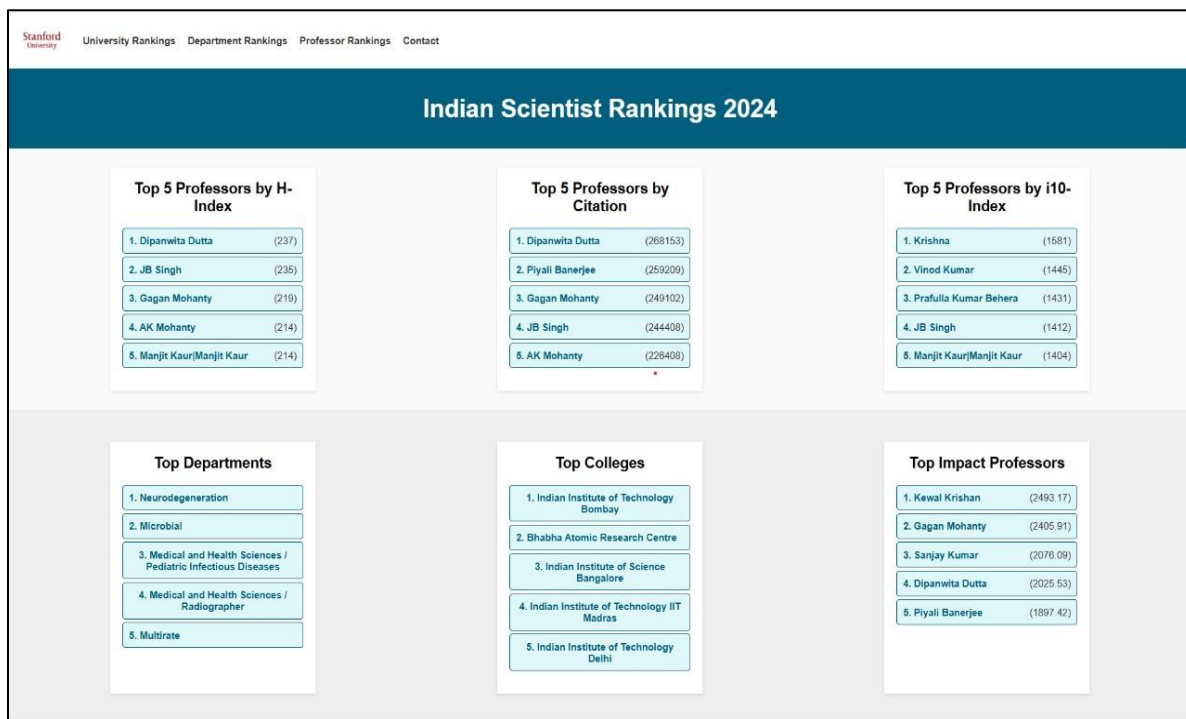 Stanford
University
University Rankings Department Rankings Professor Rankings Contact
Indian Scientist Rankings 2024
Top 5 Professors by H-
Index
1. Dipanwita Dutta (237)
2. JB Singh (235)
3. Gagan Mohanty (219)
4. AK Mohanty (214)
5. Manjit Kaur|Manjit Kaur (214)
Top 5 Professors by
Citation
1. Dipanwita Dutta (268153)
2. Piyali Banerjee (259209)
3. Gagan Mohanty (249102)
4. JB Singh (244408)
5. AK Mohanty (226408)
Top 5 Professors by i10-
Index
1. Krishna (1581)
2. Vinod Kumar (1445)
3. Prafulla Kumar Behera (1431)
4. JB Singh (1412)
5. Manjit Kaur|Manjit Kaur (1404)
Top Departments
1. Neurodegeneration
2. Microbial
3. Medical and Health Sciences /
Pediatric Infectious Diseases
4. Medical and Health Sciences /
Radiographer
5. Multirate
Top Colleges
1. Indian Institute of Technology
Bombay
2. Bhabha Atomic Research Centre
3. Indian Institute of Science
Bangalore
4. Indian Institute of Technology IIT
Madras
5. Indian Institute of Technology
Delhi
Top Impact Professors
1. Kewal Krishan (2493.17)
2. Gagan Mohanty (2405.91)
3. Sanjay Kumar (2076.09)
4. Dipanwita Dutta (2025.53)
5. Piyali Banerjee (1897.42)